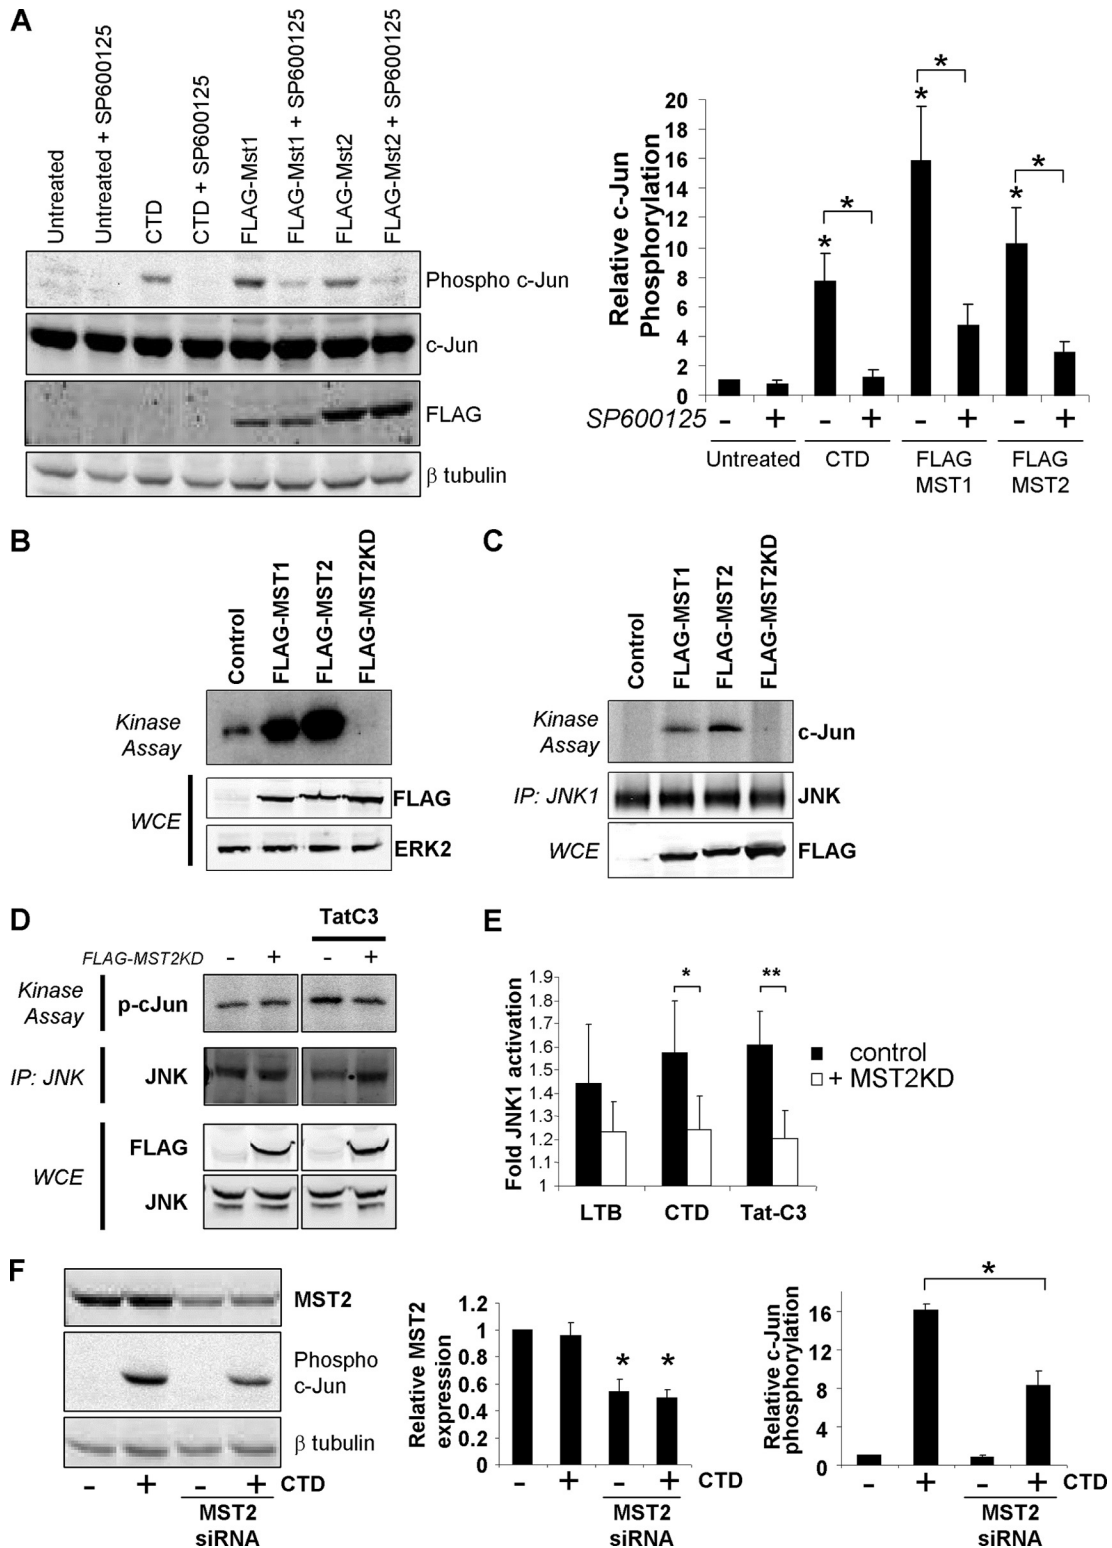 A
Untreated
Untreated + SP600125
CTD
CTD + SP600125
FLAG-Mst1
FLAG-Mst1 + SP600125
FLAG-Mst2
FLAG-Mst2 + SP600125
Phospho c-Jun
c-Jun
FLAG
β tubulin
Relative c-Jun
Phosphorylation
20
18
16
14
12
10
8
6
4
2
0
*
*
*
*
*
*
SP600125 - + - + - + - +
Untreated CTD FLAG FLAG
MST1 MST2
B
Control
FLAG-MST1
FLAG-MST2
FLAG-MST2KD
Kinase
Assay
WCE
FLAG
ERK2
C
Control
FLAG-MST1
FLAG-MST2
FLAG-MST2KD
Kinase
Assay
c-Jun
IP: JNK1
JNK
WCE
FLAG
D
TatC3
FLAG-MST2KD - + - +
Kinase
Assay
p-cJun
IP: JNK
JNK
WCE
FLAG
JNK
E
Fold JNK1 activation
1.9
1.8
1.7
1.6
1.5
1.4
1.3
1.2
1.1
1
*
**
control
+ MST2KD
LTB CTD Tat-C3
F
MST2
Phospho
c-Jun
β tubulin
- + - + CTD
MST2
siRNA
Relative MST2
expression
1.2
1
0.8
0.6
0.4
0.2
0
* *
- + - + CTD
MST2
siRNA
Relative c-Jun
phosphorylation
16
12
8
4
0
*
- + - + CTD
MST2
siRNA